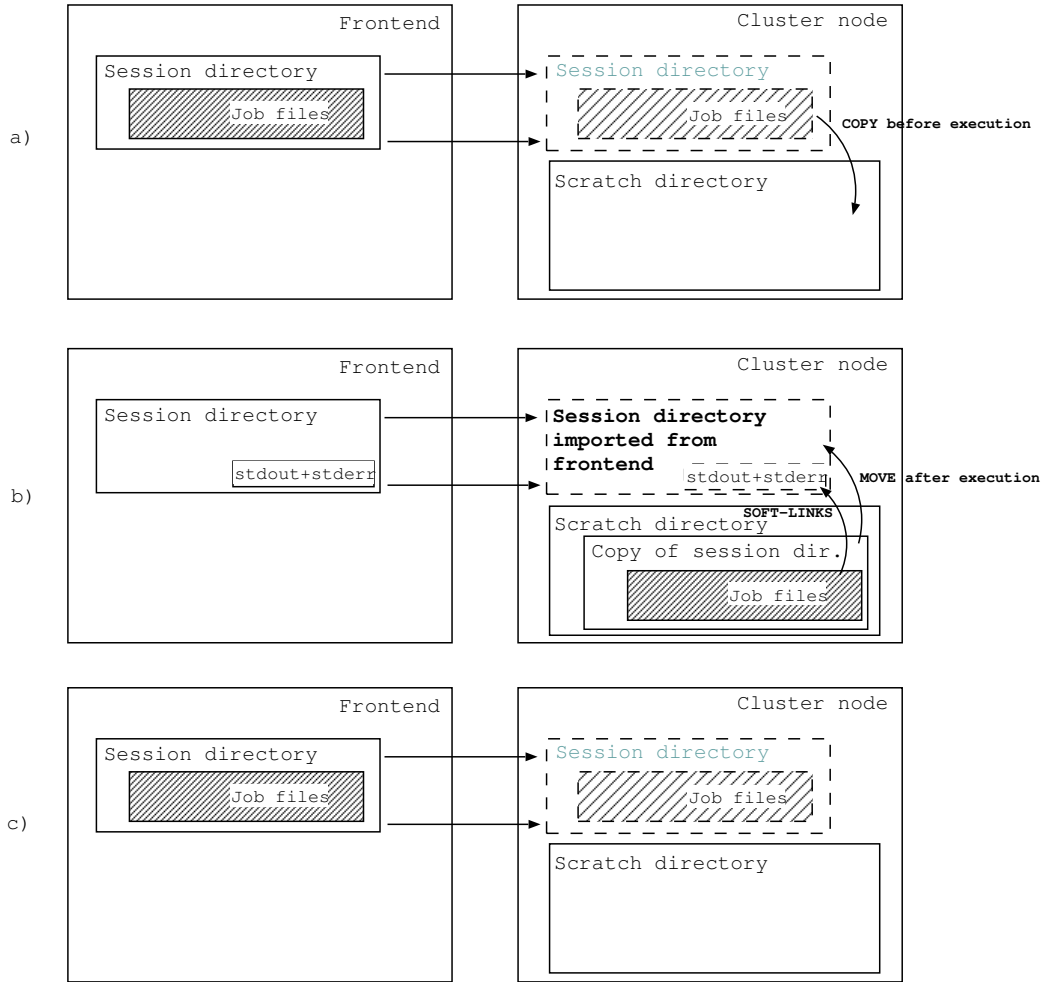 Frontend
Cluster node
Session directory
Session directory
Job files
Job files
a)
COPY before execution
Scratch directory
Frontend
Cluster node
Session directory
Session directory
imported from
frontend
stdout+stderr
stdout+stderr
b)
MOVE after execution
SOFT-LINKS
Scratch directory
Copy of session dir.
Job files
Frontend
Cluster node
Session directory
Session directory
Job files
Job files
c)
Scratch directory